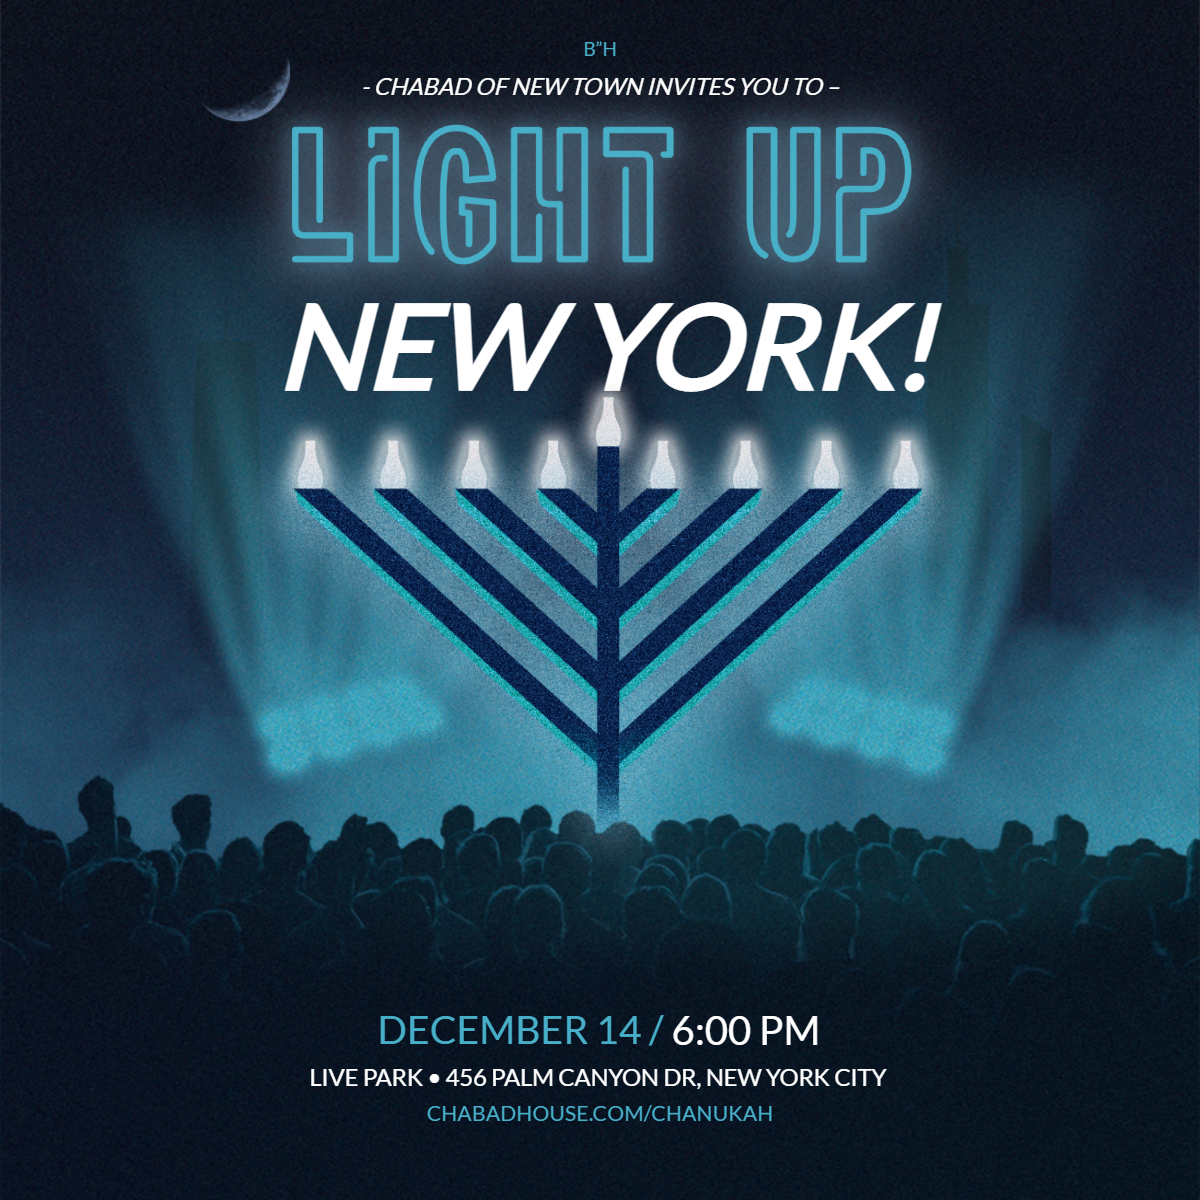 B”H
- CHABAD OF NEW TOWN INVITES YOU TO –
LIGHT UP
NEW YORK!
DECEMBER 14 / 6:00 PM
LIVE PARK • 456 PALM CANYON DR, NEW YORK CITY
CHABADHOUSE.COM/CHANUKAH